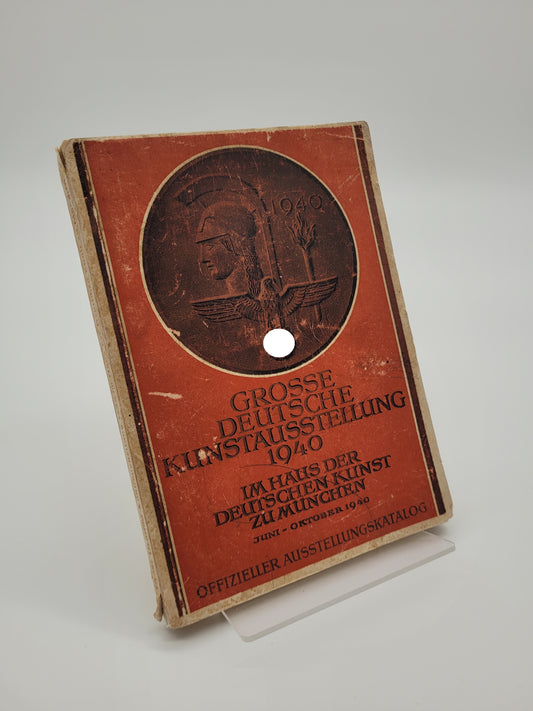 1940
GROSSE
DEUTSCHE
KUNSTAUSSTELLUNG
1940
IM HAUS DER
DEUTSCHEN KUNST
ZU MÜNCHEN
JUNI - OKTOBER 1940
OFFIZIELLER AUSSTELLUNGSKATALOG